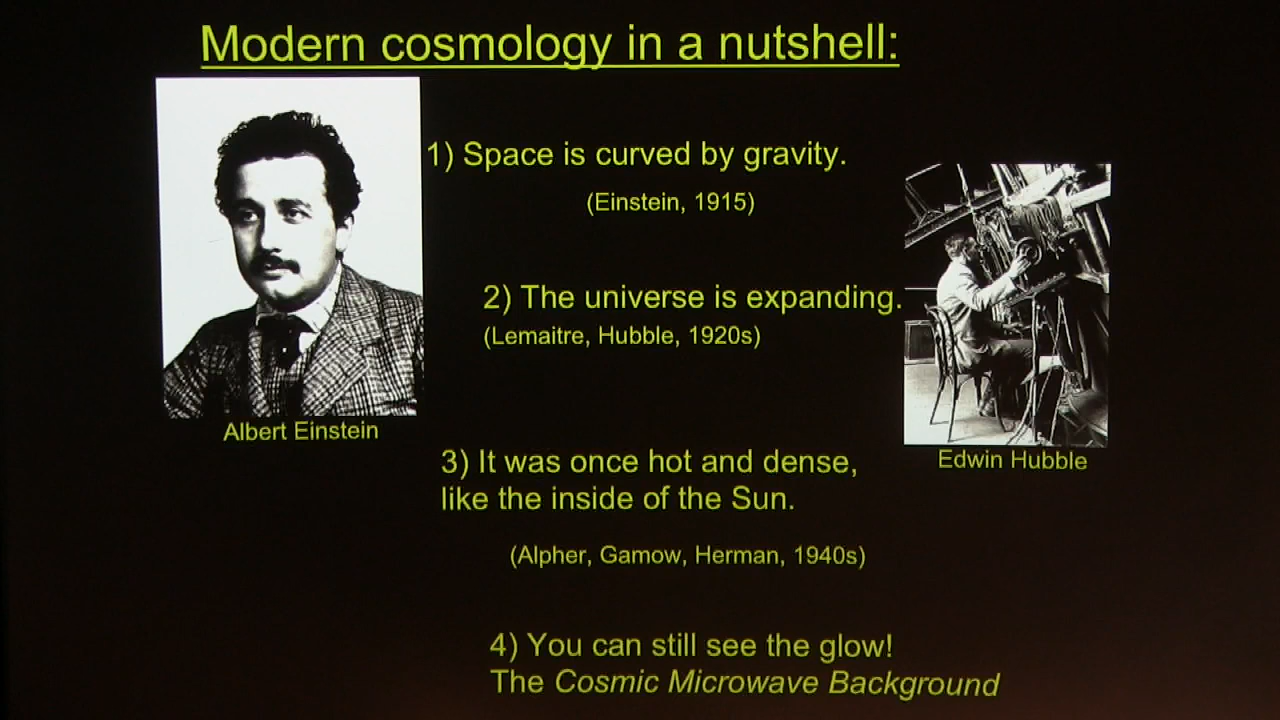 Modern cosmology in a nutshell:
1) Space is curved by gravity.
(Einstein, 1915)
2) The universe is expanding.
(Lemaitre, Hubble, 1920s)
Albert Einstein
Edwin Hubble
3) It was once hot and dense,
like the inside of the Sun.
(Alpher, Gamow, Herman, 1940s)
4) You can still see the glow!
The Cosmic Microwave Background